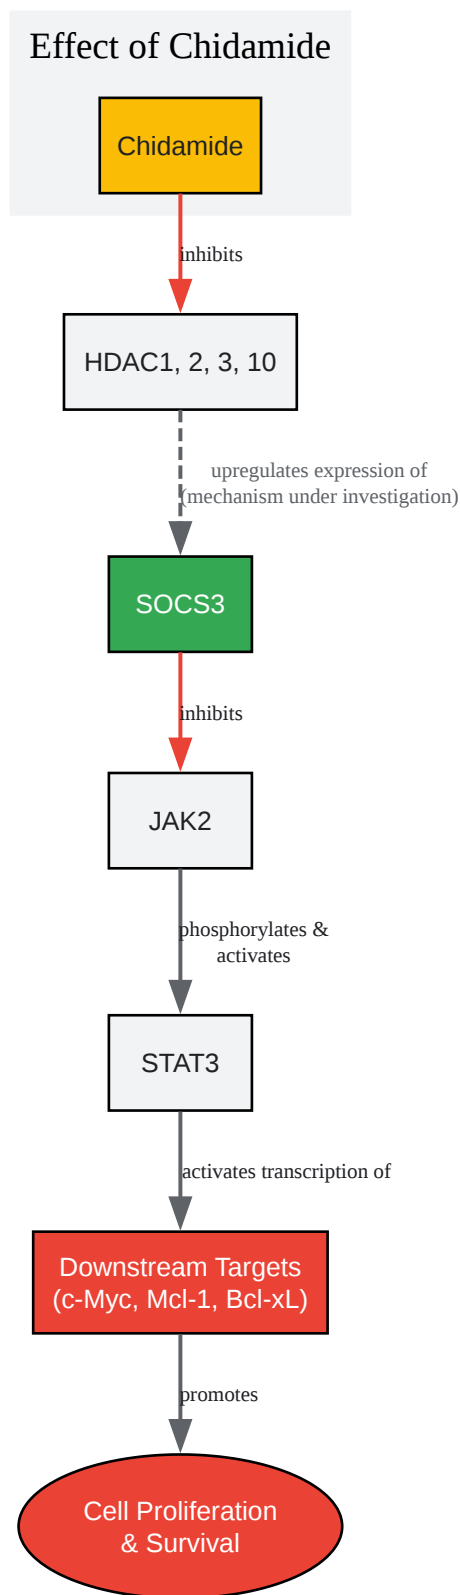 Effect of Chidamide
Chidamide
inhibits
HDAC1, 2, 3, 10
upregulates expression of
(mechanism under investigation)
SOCS3
inhibits
JAK2
phosphorylates &
activates
STAT3
activates transcription of
Downstream Targets
(c-Myc, Mcl-1, Bcl-xL)
promotes
Cell Proliferation
& Survival